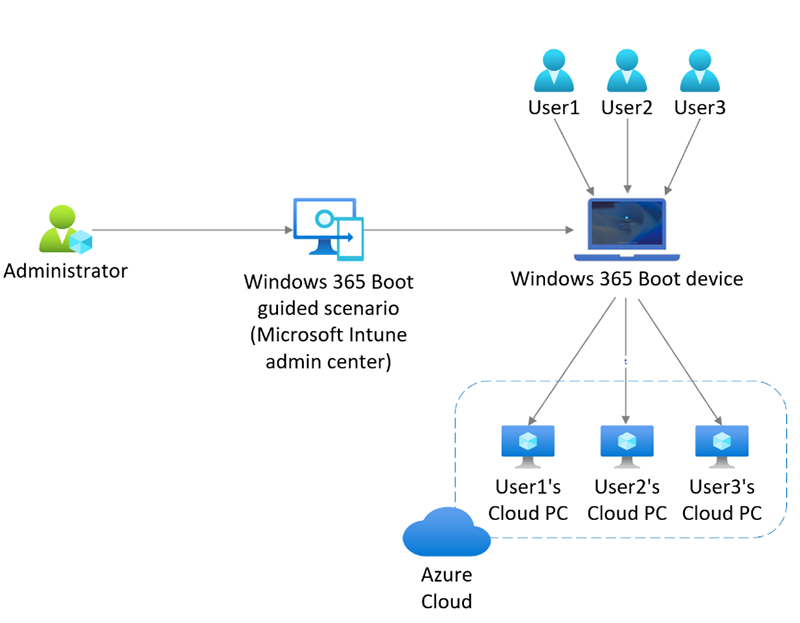 User1 User2 User3
Administrator
Windows 365 Boot
guided scenario
(Microsoft Intune
admin center)
Windows 365 Boot device
t
User1's
Cloud PC
User2's
Cloud PC
User3's
Cloud PC
Azure
Cloud